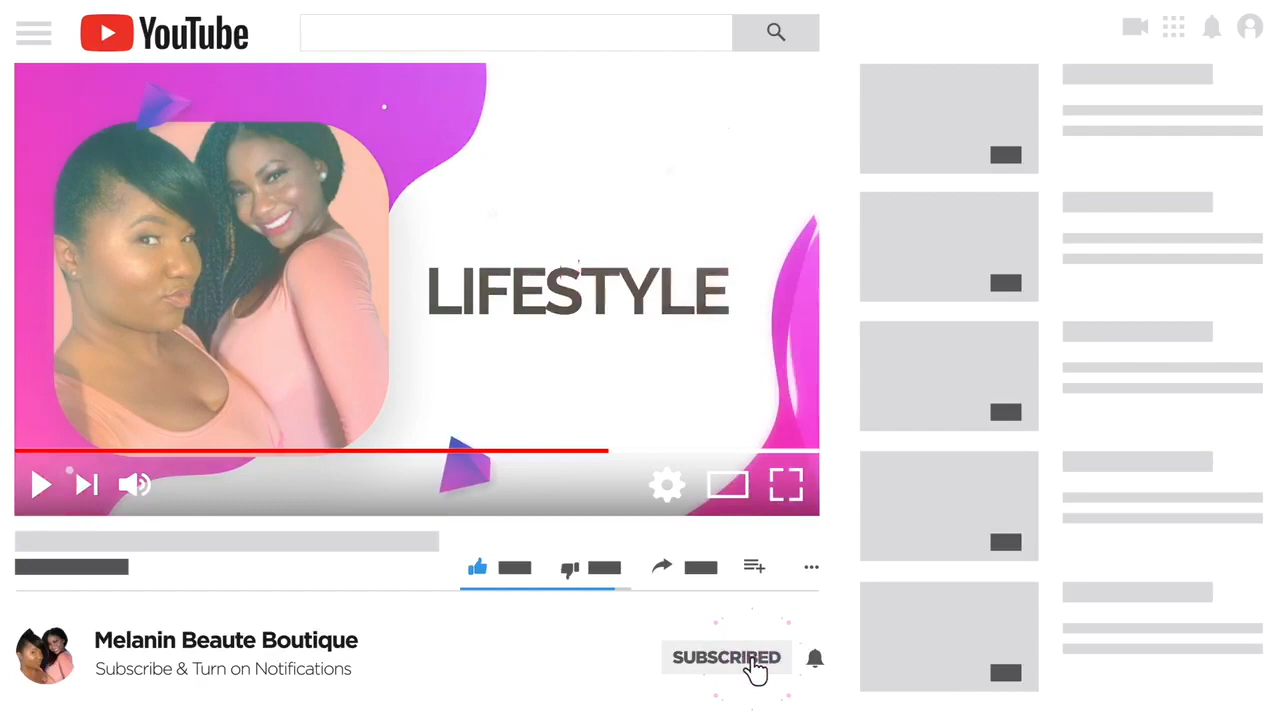 YouTube
LIFESTYLE
Melanin Beaute Boutique
Subscribe & Turn on Notifications
SUBSCRIBED